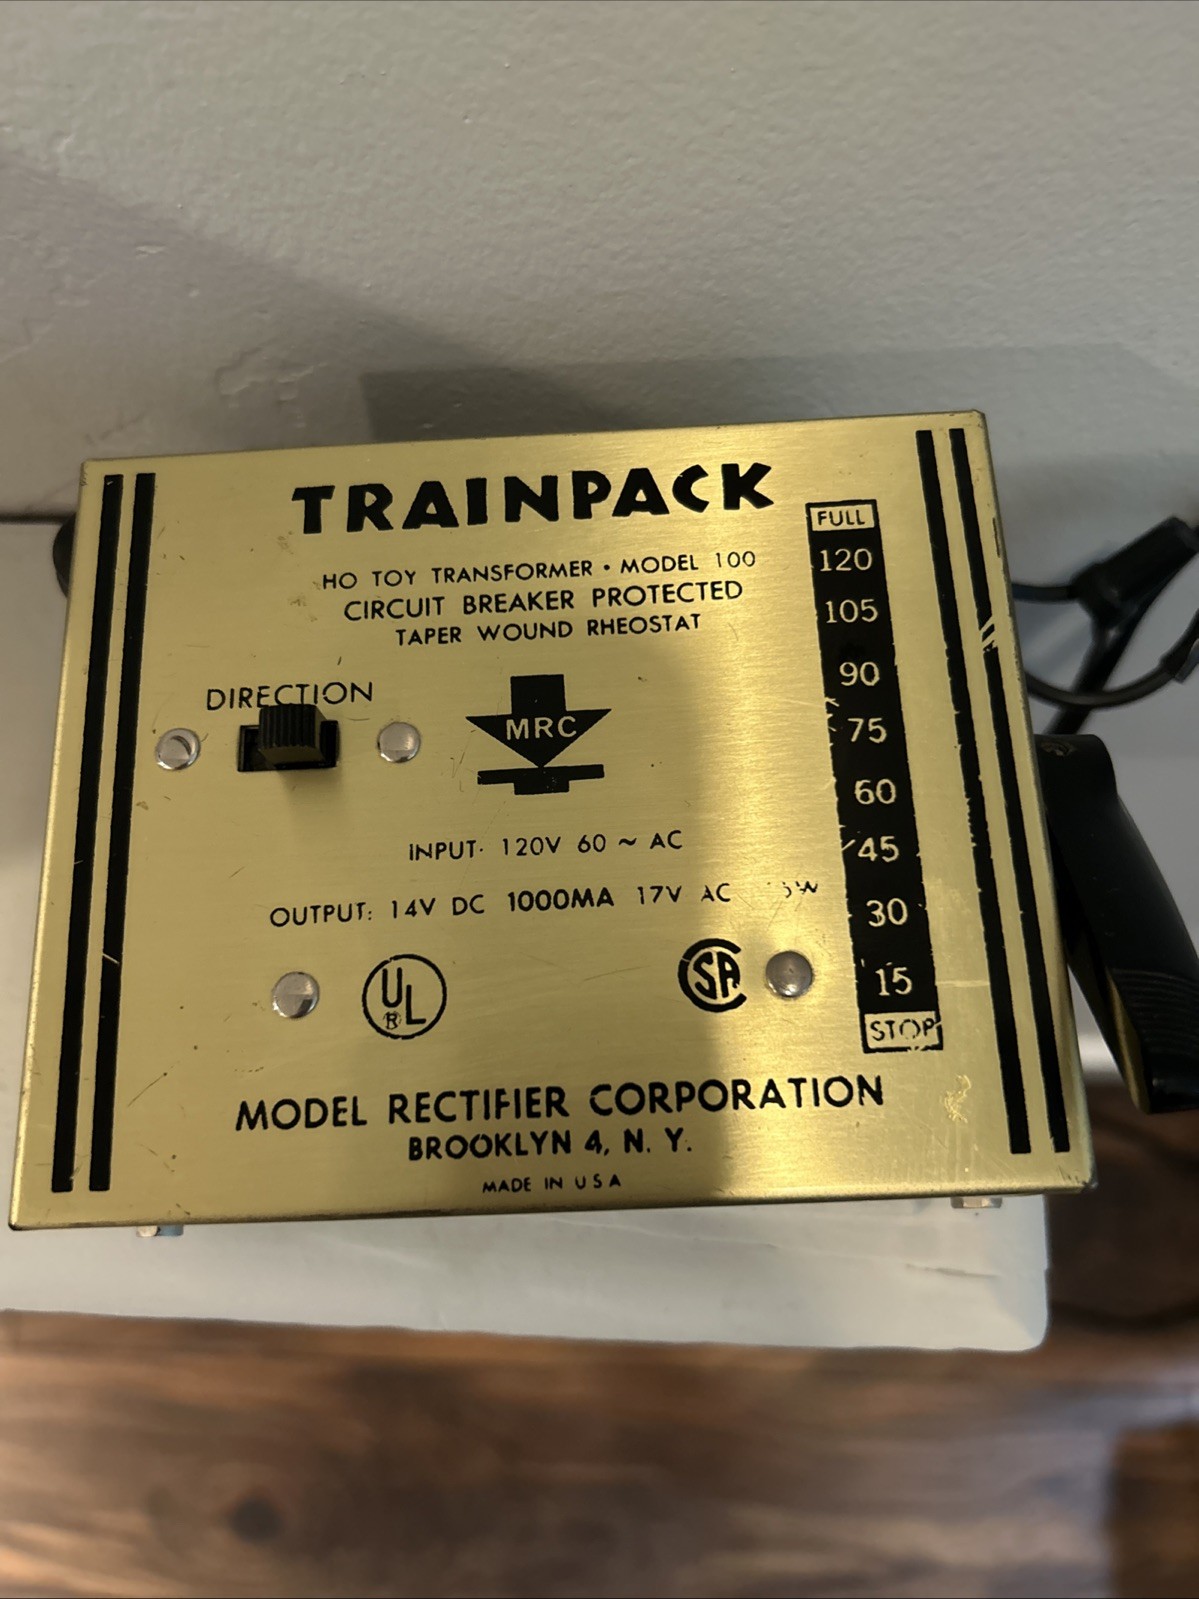 TRAINPACK
HO TOY TRANSFORMER • MODEL 100
CIRCUIT BREAKER PROTECTED
TAPER WOUND RHEOSTAT
DIRECTION
MRC
INPUT· 120V 60 ~ AC
OUTPUT: 14V DC 1000MA 17V AC
UL
R
SA
MODEL RECTIFIER CORPORATION
BROOKLYN 4, N. Y.
MADE IN U S A
FULL
120
105
90
75
60
45
30
15
STOP